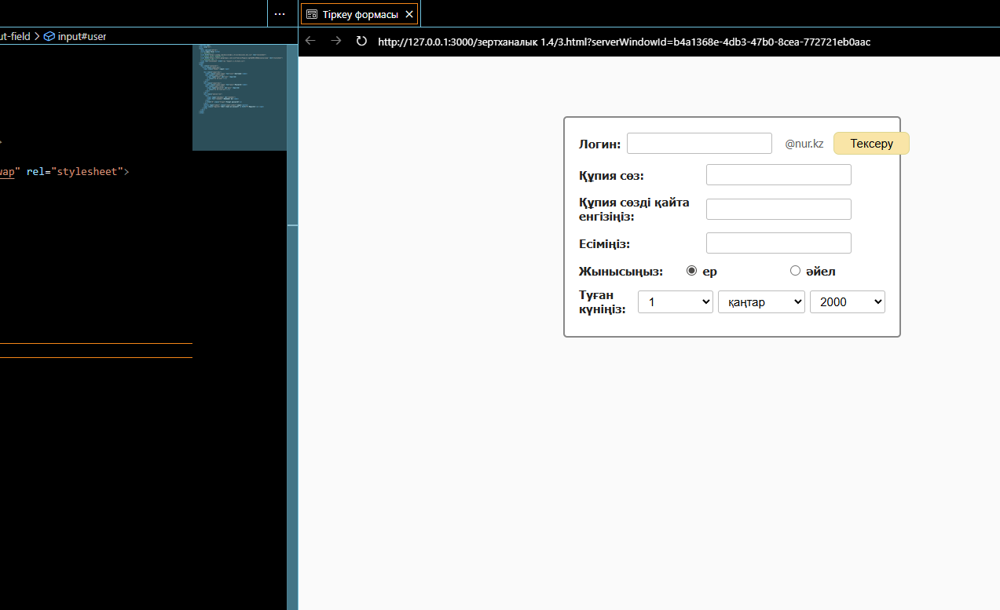 ...
Тіркеу формасы
ut-field > input#user
http://127.0.0.1:3000/зертханалык 1.4/3.html?serverWindowId=b4a1368e-4db3-47b0-8cea-772721eb0aac
wap" rel="stylesheet">
Логин:
@nur.kz
Тексеру
Құпия сөз:
Құпия сөзді қайта
енгізіңіз:
Есіміңіз:
Жынысыңыз:
ер
әйел
Туған
күніңіз:
1
қаңтар
2000